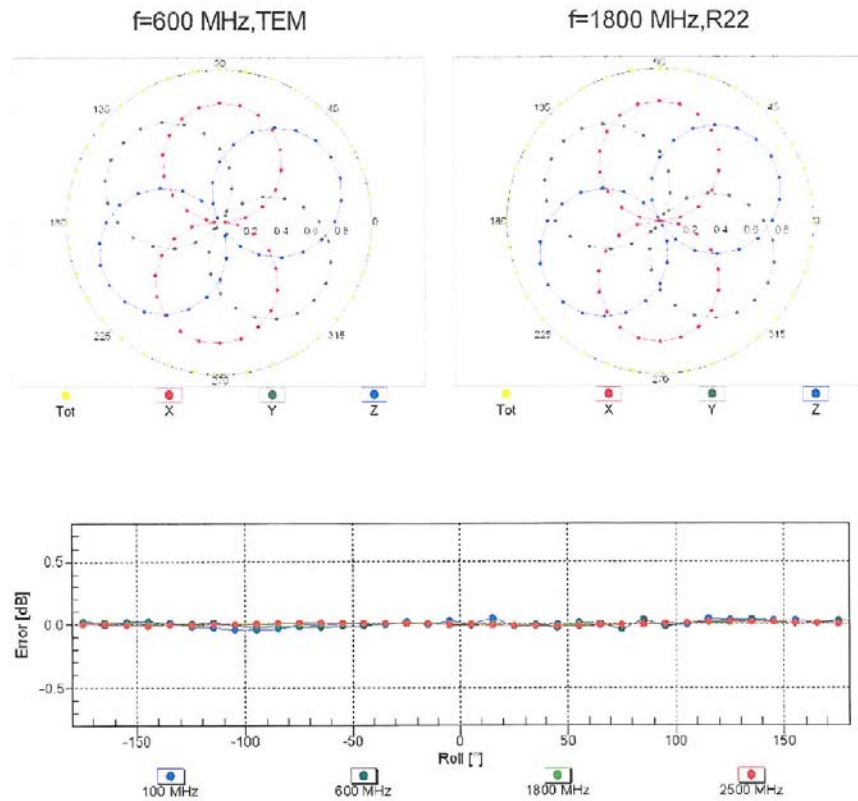 f=600 MHz,TEM
f=1800 MHz,R22
90
135
45
180
0
0.2 0.4 0.6 0.8
225
315
270
Tot X Y Z
90
135
45
180
0
0.2 0.4 0.6 0.8
225
315
270
Tot X Y Z
Error [dB]
0.5
0.0
-0.5
-150 -100 -50 0 50 100 150
Roll [°]
100 MHz 600 MHz 1800 MHz 2500 MHz